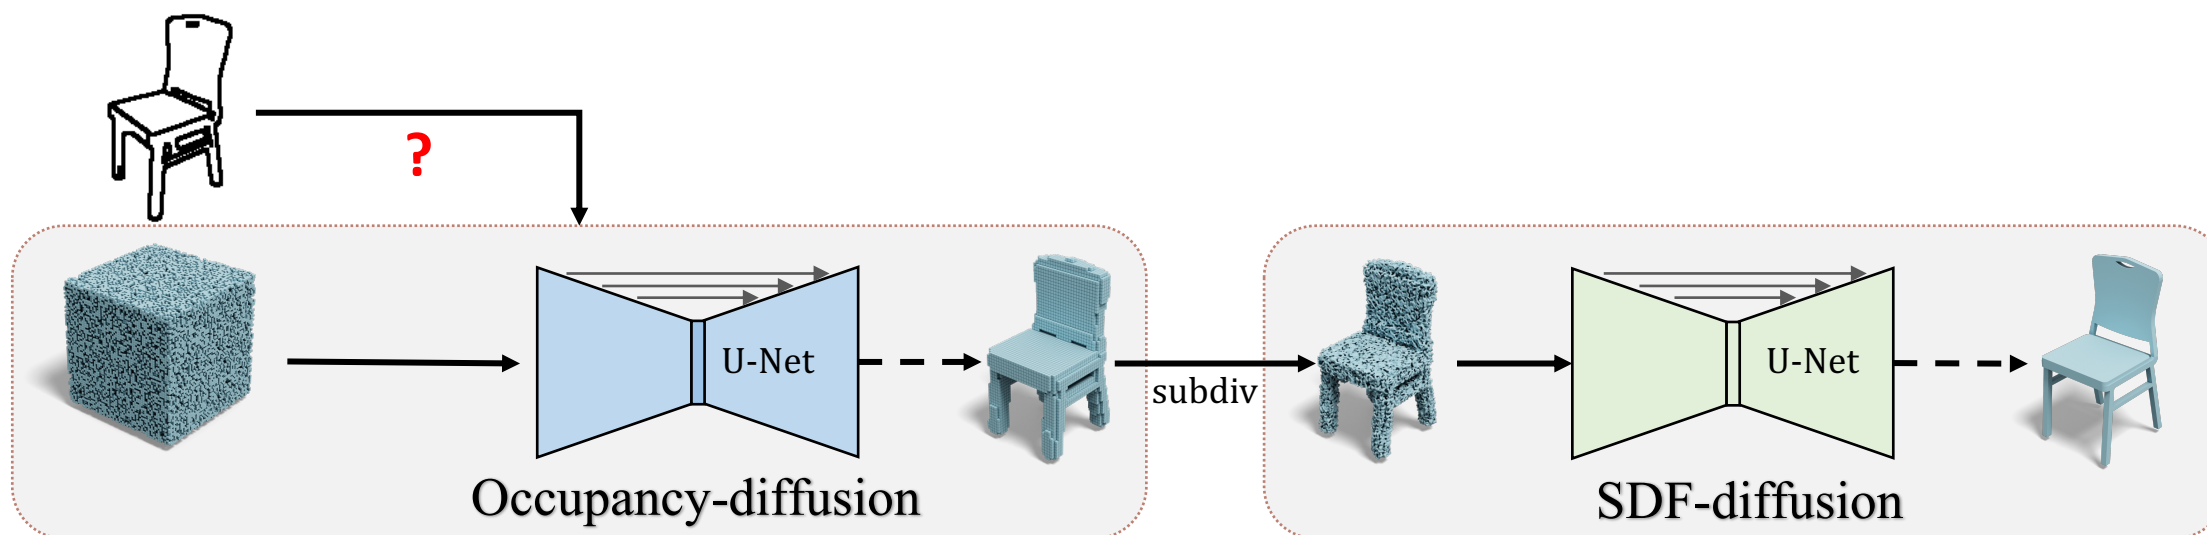 ?
U-Net
subdiv
U-Net
Occupancy-diffusion
SDF-diffusion